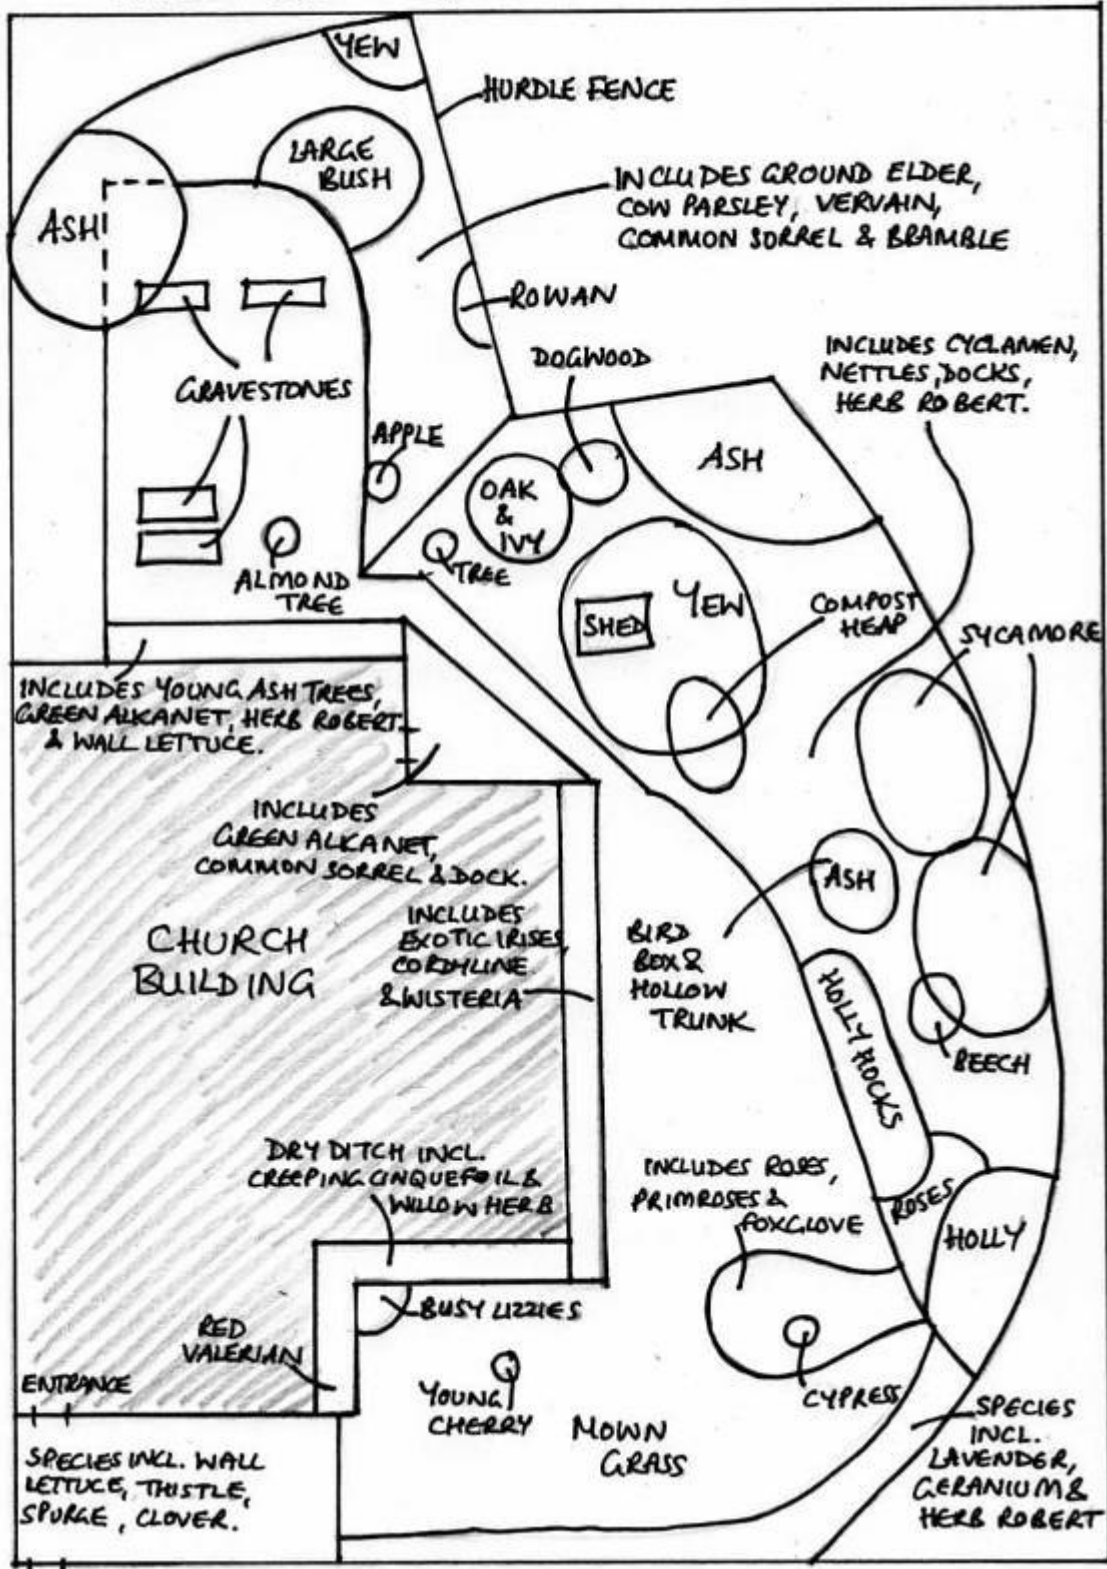 YEW
HURDLE FENCE
LARGE
BUSH
INCLUDES GROUND ELDER,
COW PARSLEY, VERVAIN,
COMMON SORREL & BRAMBLE
ASH
ROWAN
DOGWOOD
INCLUDES CYCLAMEN,
NETTLES, DOCKS,
HERB ROBERT.
GRAVESTONES
APPLE
ASH
OAK
&
IVY
TREE
ALMOND
TREE
SHED
YEW
COMPOST
HEAP
SYCAMORE
INCLUDES YOUNG ASH TREES,
GREEN ALKANET, HERB ROBERT
& WALL LETTUCE.
INCLUDES
GREEN ALKANET,
COMMON SORREL & DOCK.
ASH
CHURCH
BUILDING
INCLUDES
EXOTIC IRISES,
CORDYLINE
& WISTERIA
BIRD
BOX &
HOLLOW
TRUNK
HOLLY HOCKS
BEECH
DRY DITCH INCL.
CREEPING CINQUEFOIL &
WILLOW HERB
INCLUDES ROSES,
PRIMROSES &
FOXGLOVE
ROSES
HOLLY
BUSY LIZZIES
RED
VALERIAN
ENTRANCE
YOUNG
CHERRY
CYPRESS
MOWN
GRASS
SPECIES
INCL.
LAVENDER,
GERANIUM &
HERB ROBERT
SPECIES INCL. WALL
LETTUCE, THISTLE,
SPURGE, CLOVER.